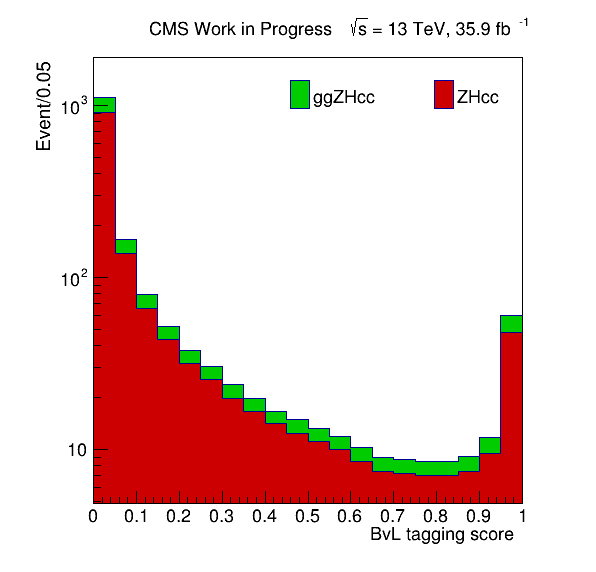 CMS Work in Progress √s = 13 TeV, 35.9 fb⁻¹
Event/0.05
ggZHcc ZHcc
10³
10²
10
0 0.1 0.2 0.3 0.4 0.5 0.6 0.7 0.8 0.9 1
BvL tagging score